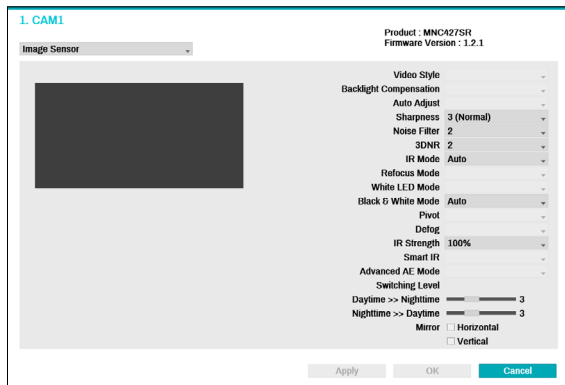 1. CAM1
Product : MNC427SR
Firmware Version : 1.2.1
Image Sensor
Video Style
Backlight Compensation
Auto Adjust
Sharpness 3 (Normal)
Noise Filter 2
3DNR 2
IR Mode Auto
Refocus Mode
White LED Mode
Black & White Mode Auto
Pivot
Defog
IR Strength 100%
Smart IR
Advanced AE Mode
Switching Level
Daytime >> Nighttime 3
Nighttime >> Daytime 3
Mirror Horizontal
Vertical
Apply OK Cancel